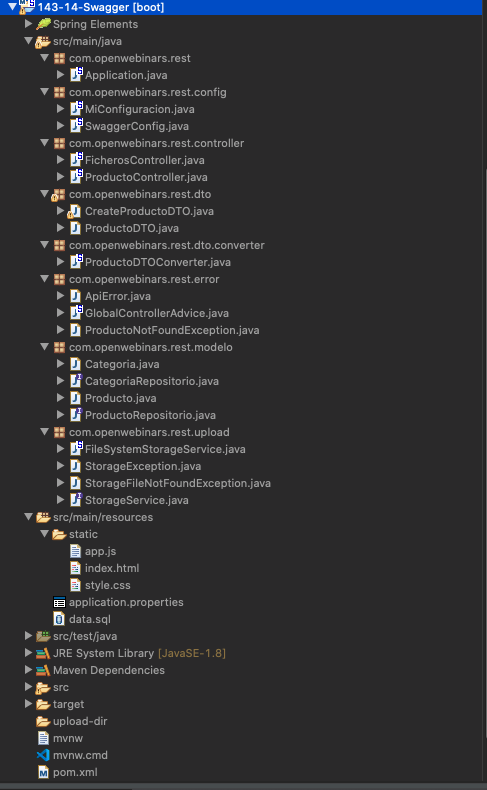 143-14-Swagger [boot]
Spring Elements
src/main/java
com.openwebinars.rest
Application.java
com.openwebinars.rest.config
MiConfiguracion.java
SwaggerConfig.java
com.openwebinars.rest.controller
FicherosController.java
ProductoController.java
com.openwebinars.rest.dto
CreateProductoDTO.java
ProductoDTO.java
com.openwebinars.rest.dto.converter
ProductoDTOConverter.java
com.openwebinars.rest.error
ApiError.java
GlobalControllerAdvice.java
ProductoNotFoundException.java
com.openwebinars.rest.modelo
Categoria.java
CategoriaRepositorio.java
Producto.java
ProductoRepositorio.java
com.openwebinars.rest.upload
FileSystemStorageService.java
StorageException.java
StorageFileNotFoundException.java
StorageService.java
src/main/resources
static
app.js
index.html
style.css
application.properties
data.sql
src/test/java
JRE System Library [JavaSE-1.8]
Maven Dependencies
src
target
upload-dir
mvnw
mvnw.cmd
pom.xml